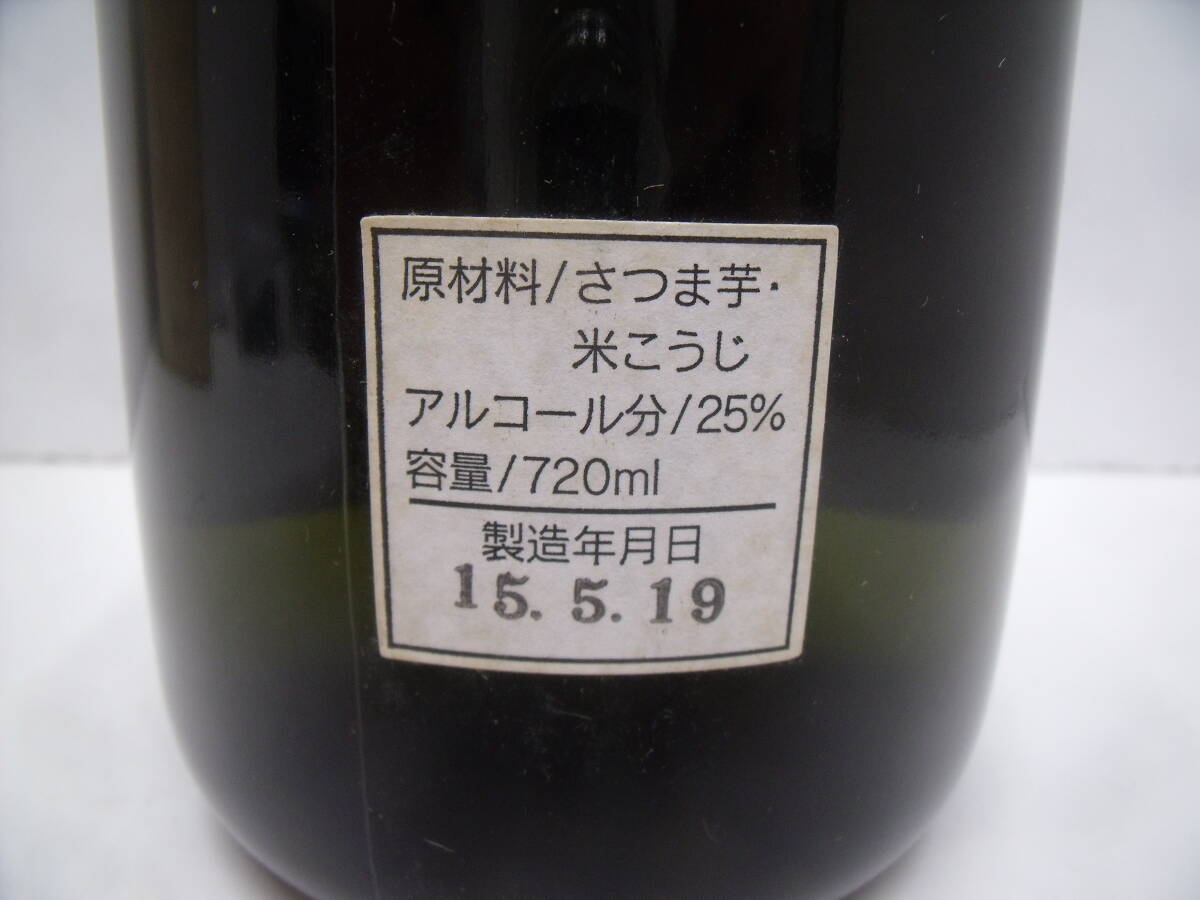 原材料/さつま芋・
米こうじ
アルコール分/25%
容量/720ml
製造年月日
15.5.19